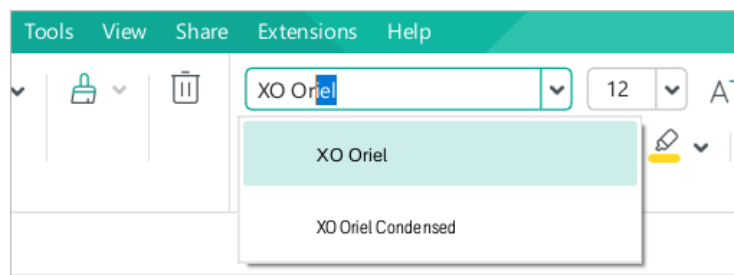 Tools View Share Extensions Help
XO Oriel 12 A
XO Oriel
XO Oriel Condensed